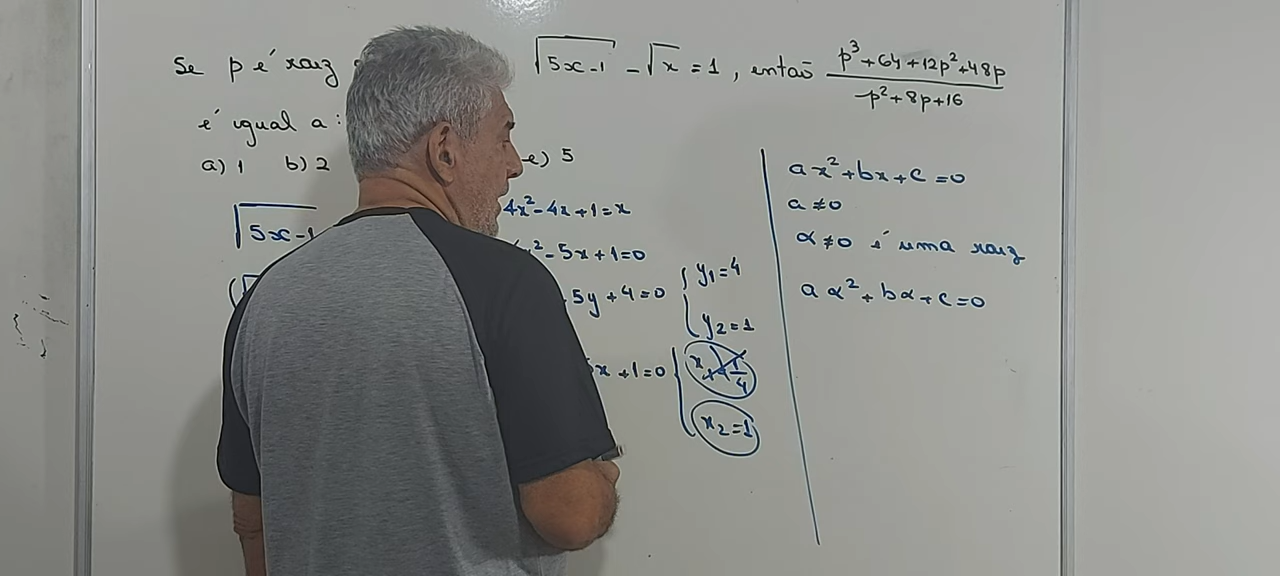 Se p é raiz √5x-1 - √x = 1, então p³+64+12p²+48p / p²+8p+16
é igual a:
a) 1 b) 2 e) 5
√5x-1
4x²-4x+1=x
x²-5x+1=0
5y+4=0
y₁=4
y₂=1
x+1=0
x₁=1/4
x₂=1
ax²+bx+c=0
a≠0
α≠0 é uma raiz
aα²+bα+c=0